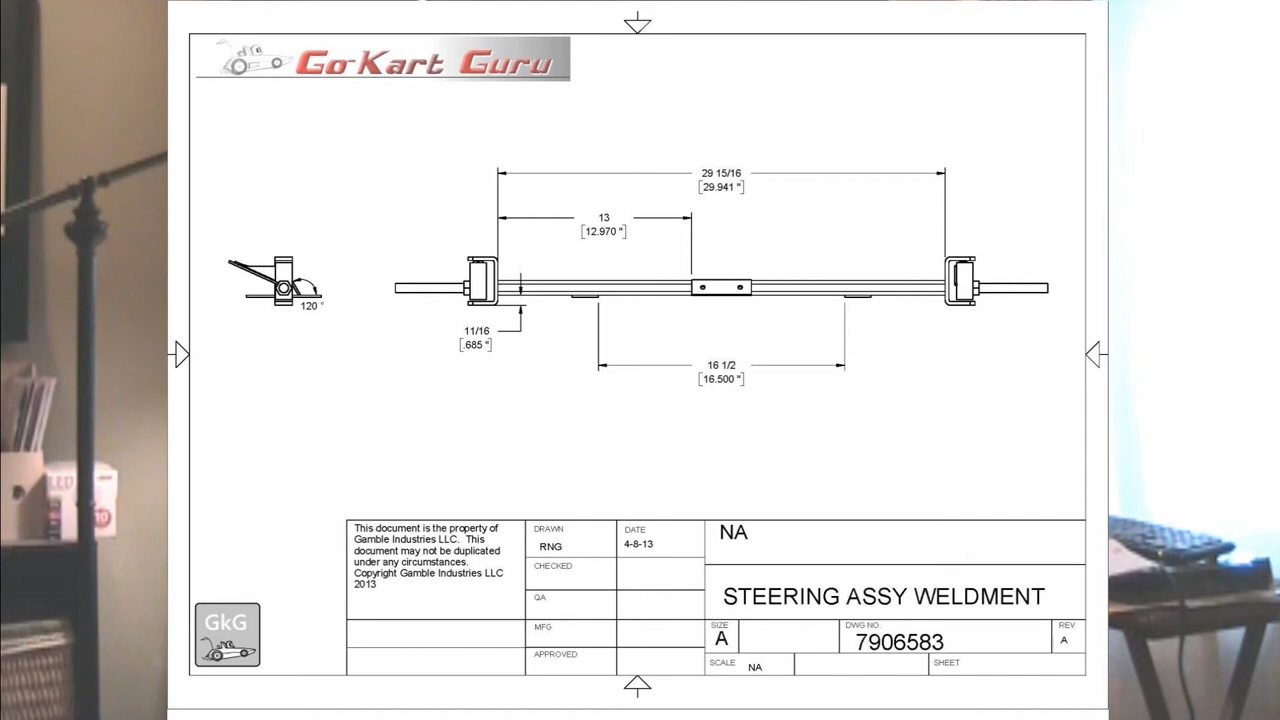 Go-Kart Guru
29 15/16
[29.941 "]
13
[12.970 "]
120 °
11/16
[.685 "]
16 1/2
[16.500 "]
This document is the property of
Gamble Industries LLC. This
document may not be duplicated
under any circumstances.
Copyright Gamble Industries LLC
2013
DRAWN
RNG
DATE
4-8-13
CHECKED
QA
MFG
APPROVED
NA
STEERING ASSY WELDMENT
SIZE
A
DWG NO.
7906583
REV
A
SCALE
NA
SHEET
GkG
LED
10